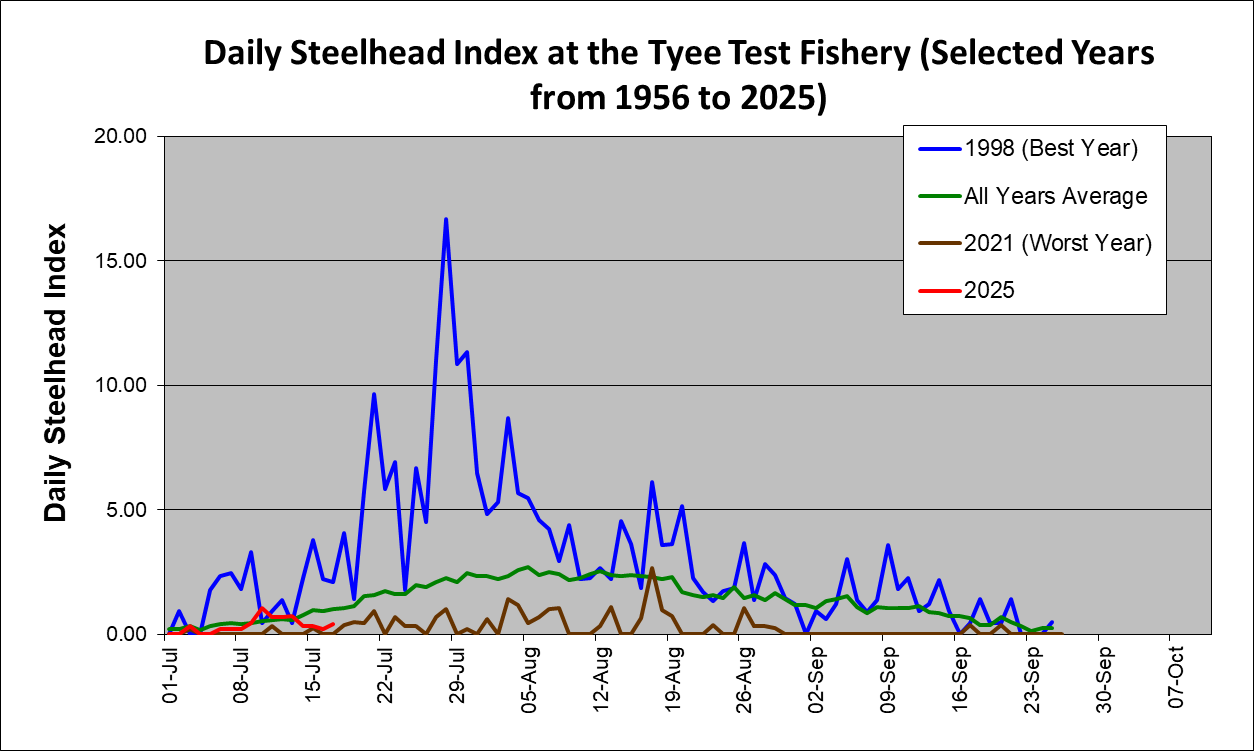 Daily Steelhead Index at the Tyee Test Fishery (Selected Years
from 1956 to 2025)
Daily Steelhead Index
20.00
15.00
10.00
5.00
0.00
1998 (Best Year)
All Years Average
2021 (Worst Year)
2025
01-Jul
08-Jul
15-Jul
22-Jul
29-Jul
05-Aug
12-Aug
19-Aug
26-Aug
02-Sep
09-Sep
16-Sep
23-Sep
30-Sep
07-Oct